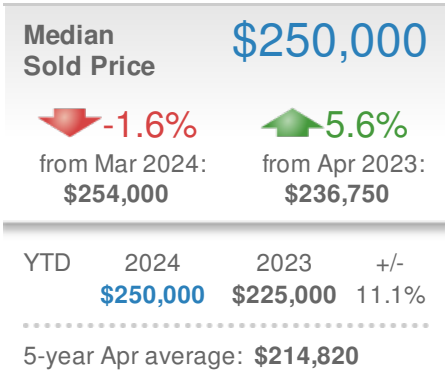 Median $250,000
Sold Price
-1.6% 5.6%
from Mar 2024: from Apr 2023:
$254,000 $236,750
YTD 2024 2023 +/-
$250,000 $225,000 11.1%
5-year Apr average: $214,820